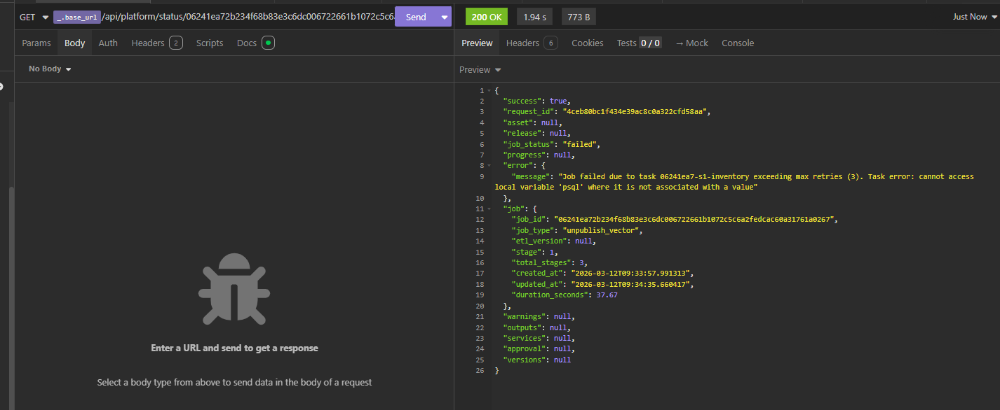 GET _.base_url /api/platform/status/06241ea72b234f68b83e3c6dc006722661b1072c5c6a Send 200 OK 1.94 s 773 B Just Now
Params Body Auth Headers 2 Scripts Docs Preview Headers 6 Cookies Tests 0 / 0 → Mock Console
No Body
Preview
1 {
2 "success": true,
3 "request_id": "4ceb80bc1f434e39ac8c0a322cfd58aa",
4 "asset": null,
5 "release": null,
6 "job_status": "failed",
7 "progress": null,
8 "error": {
9 "message": "Job failed due to task 06241ea7-s1-inventory exceeding max retries (3). Task error: cannot access
local variable 'psql' where it is not associated with a value"
10 },
11 "job": {
12 "job_id": "06241ea72b234f68b83e3c6dc006722661b1072c5c6a2fedcac60a31761a0267",
13 "job_type": "unpublish_vector",
14 "etl_version": null,
15 "stage": 1,
16 "total_stages": 3,
17 "created_at": "2026-03-12T09:33:57.991313",
18 "updated_at": "2026-03-12T09:34:35.660417",
19 "duration_seconds": 37.67
20 },
21 "warnings": null,
22 "outputs": null,
23 "services": null,
24 "approval": null,
25 "versions": null
26 }
Enter a URL and send to get a response
Select a body type from above to send data in the body of a request